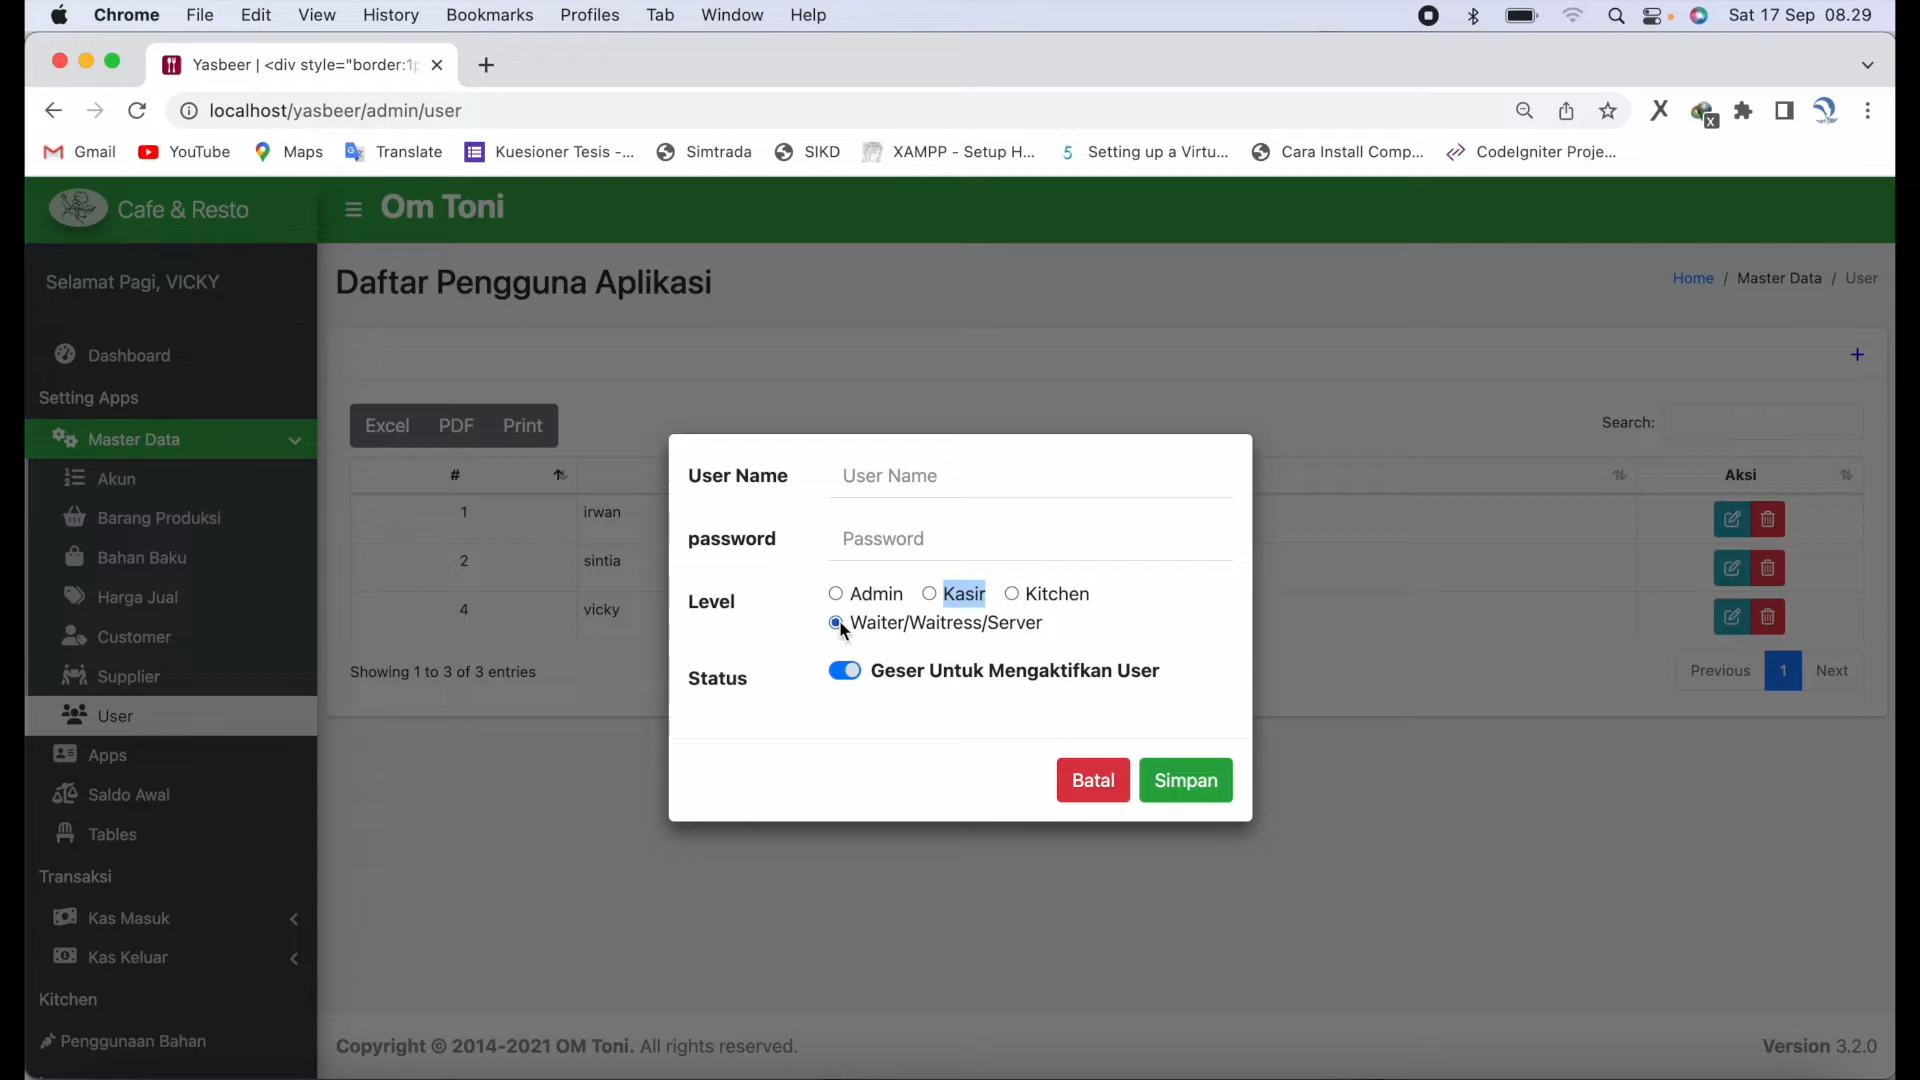 Chrome File Edit View History Bookmarks Profiles Tab Window Help Sat 17 Sep 08.29
Yasbeer | <div style="border:1p
localhost/yasbeer/admin/user
Gmail YouTube Maps Translate Kuesioner Tesis -... Simtrada SIKD XAMPP - Setup H... Setting up a Virtu... Cara Install Comp... CodeIgniter Proje...
Cafe & Resto
Om Toni
Selamat Pagi, VICKY
Daftar Pengguna Aplikasi
Home / Master Data / User
Dashboard
Setting Apps
Master Data
Akun
Barang Produksi
Bahan Baku
Harga Jual
Customer
Supplier
User
Apps
Saldo Awal
Tables
Transaksi
Kas Masuk
Kas Keluar
Kitchen
Penggunaan Bahan
+
Excel PDF Print
Search:
# Aksi
1 irwan
2 sintia
4 vicky
Showing 1 to 3 of 3 entries
Previous 1 Next
User Name User Name
password Password
Level Admin Kasir Kitchen
Waiter/Waitress/Server
Status Geser Untuk Mengaktifkan User
Batal Simpan
Copyright © 2014-2021 OM Toni. All rights reserved.
Version 3.2.0